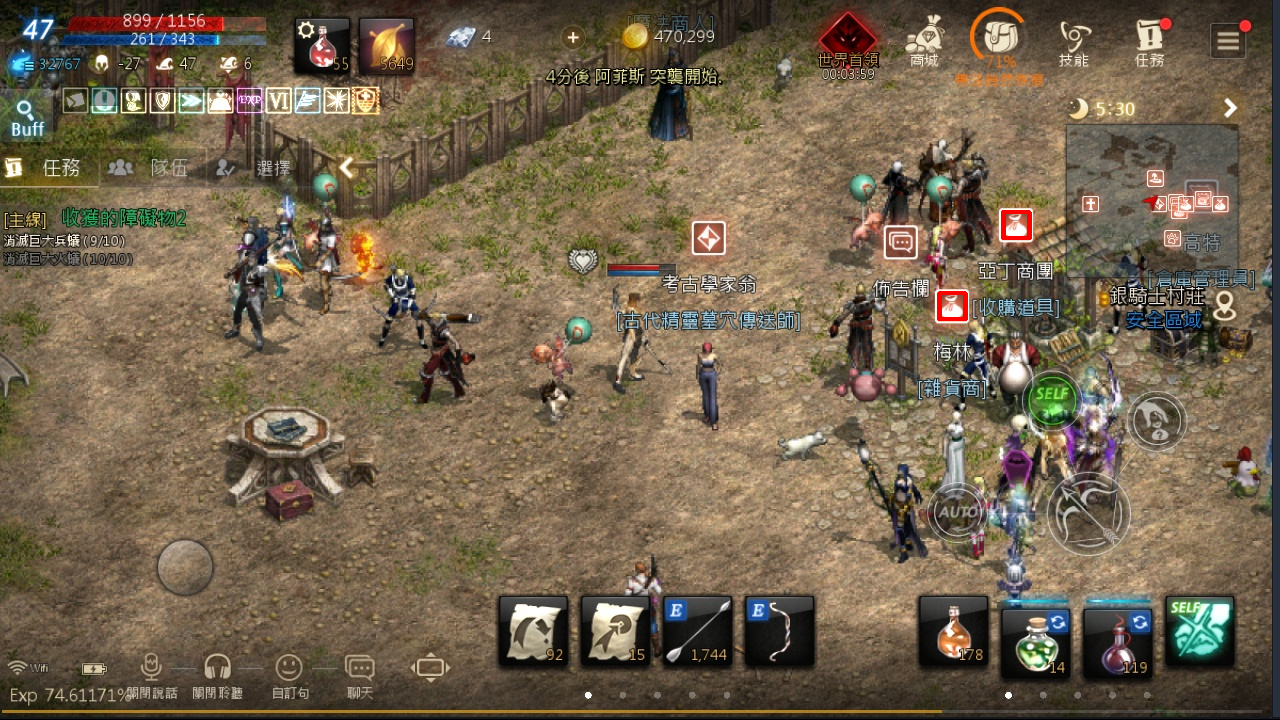 47
899 / 1156
261 / 343
32767
-27
47
6
Buff
EXP
VI
55
5649
4
470,299
4分後 阿菲斯 突襲開始.
世界首領
00:03:59
商城
71%
技能
任務
5:30
任務
隊伍
選擇
[主線] 收獲的障礙物2
消滅巨大兵蟻 (9/10)
消滅巨大火蟻 (10/10)
高特
[倉庫管理員]
銀騎士村莊
安全區域
考古學家翁
[古代精靈墓穴傳送師]
佈告欄
亞丁商團
[收購道具]
梅林
[雜貨商]
SELF
AUTO
92
15
E
1,744
E
178
14
119
SELF
Wifi
Exp 74.61171%
關閉說話
關閉聆聽
自訂句
聊天